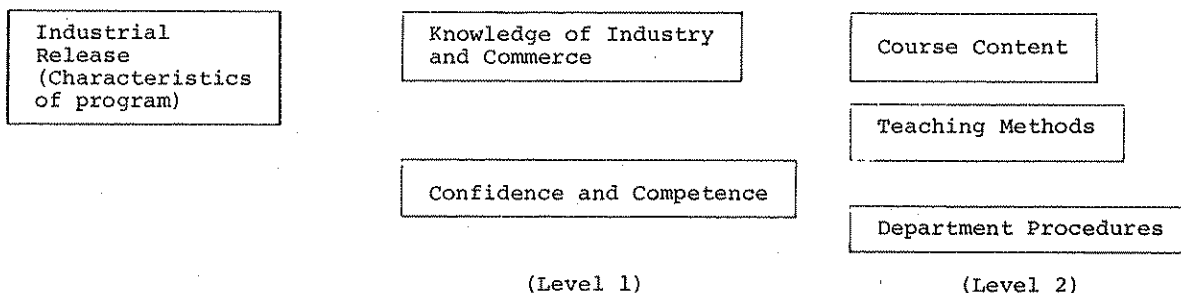 Industrial
Release
(Characteristics
of program)
Knowledge of Industry
and Commerce
Confidence and Competence
(Level 1)
Course Content
Teaching Methods
Department Procedures
(Level 2)